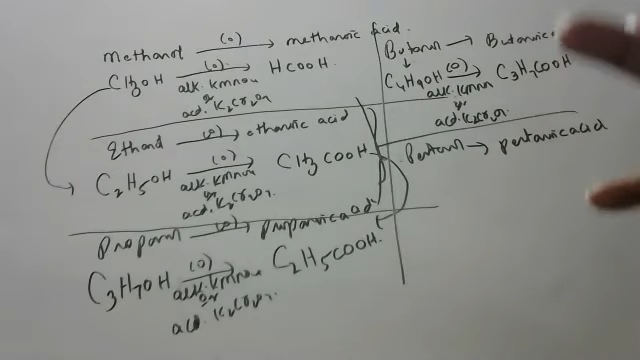 Methanol (O) → methanoic acid.
CH3OH (O) → HCOOH.
alk. KMnO4
or
acd. K2Cr2O7
Ethanol (O) → ethanoic acid
C2H5OH (O) → CH3COOH
alk. KMnO4
or
acd. K2Cr2O7.
Propanol (O) → propanoic acid
C3H7OH (O) → C2H5COOH.
alk. KMnO4
or
acd. K2Cr2O7.
Butanol → Butanoic
C4H9OH (O) → C3H7COOH
alk. KMnO4
or
acd. K2Cr2O7.
Pentanol → pentanoic acid